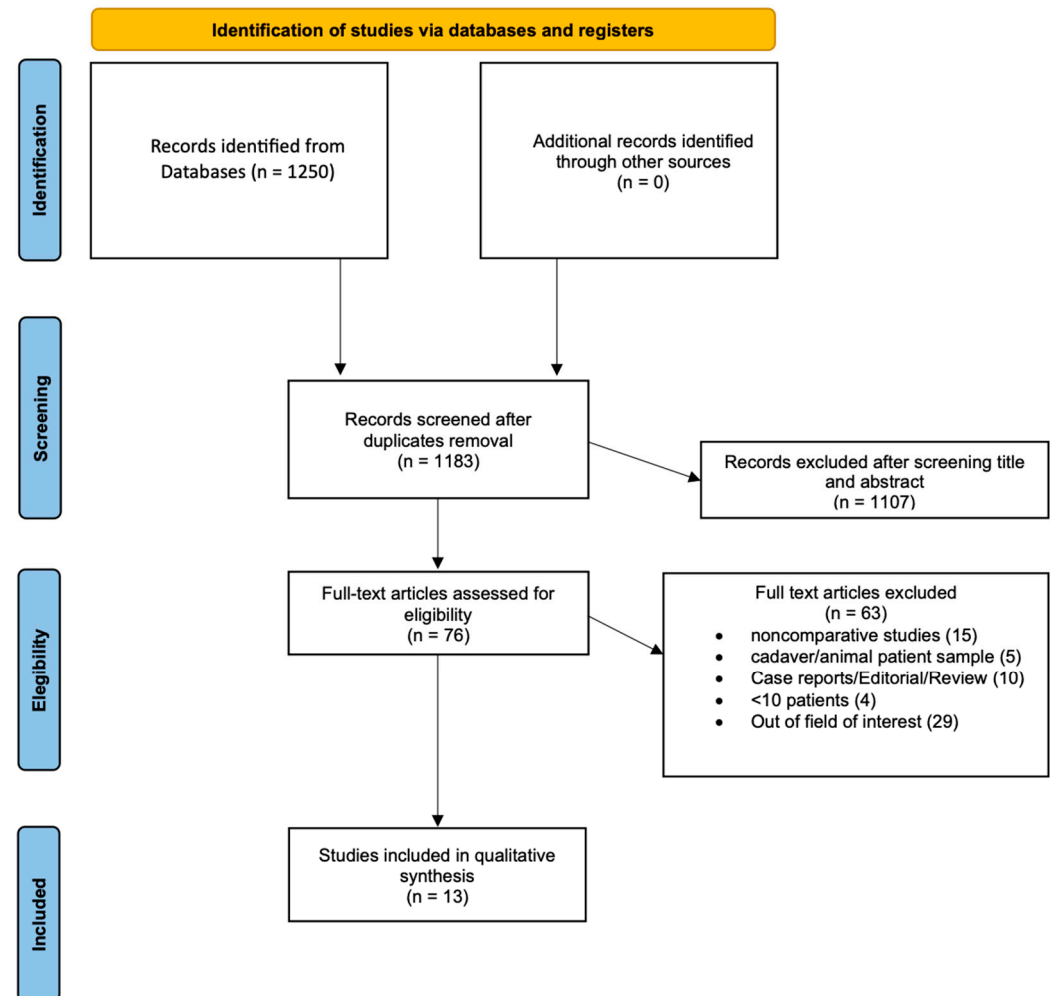 Identification of studies via databases and registers
Identification
Records identified from
Databases (n = 1250)
Additional records identified
through other sources
(n = 0)
Screening
Records screened after
duplicates removal
(n = 1183)
Records excluded after screening title
and abstract
(n = 1107)
Elegibility
Full-text articles assessed for
eligibility
(n = 76)
Full text articles excluded
(n = 63)
• noncomparative studies (15)
• cadaver/animal patient sample (5)
• Case reports/Editorial/Review (10)
• <10 patients (4)
• Out of field of interest (29)
Included
Studies included in qualitative
synthesis
(n = 13)